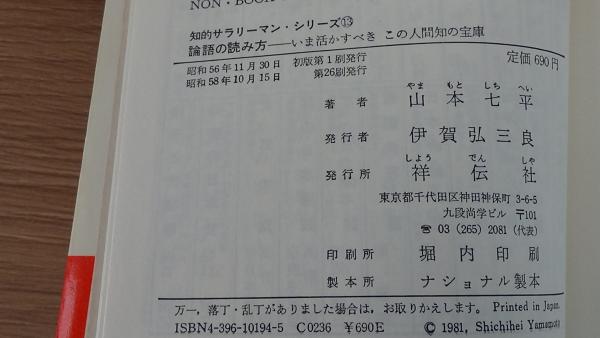 NON・BOOK
知的サラリーマン・シリーズ⑬
論語の読み方――いま活かすべき この人間知の宝庫
昭和56年11月30日 初版第1刷発行
昭和58年10月15日 第26刷発行
定価 690円
著者 山本七平
やま もと しち へい
発行者 伊賀弘三良
発行所 祥伝社
しよう でん しや
東京都千代田区神田神保町 3-6-5
九段尚学ビル 〒101
☎ 03 (265) 2081 (代表)
印刷所 堀内印刷
製本所 ナショナル製本
万一，落丁・乱丁がありました場合は，お取りかえします。 Printed in Japan.
ISBN4-396-10194-5 C0236 ￥690E © 1981, Shichihei Yamamoto